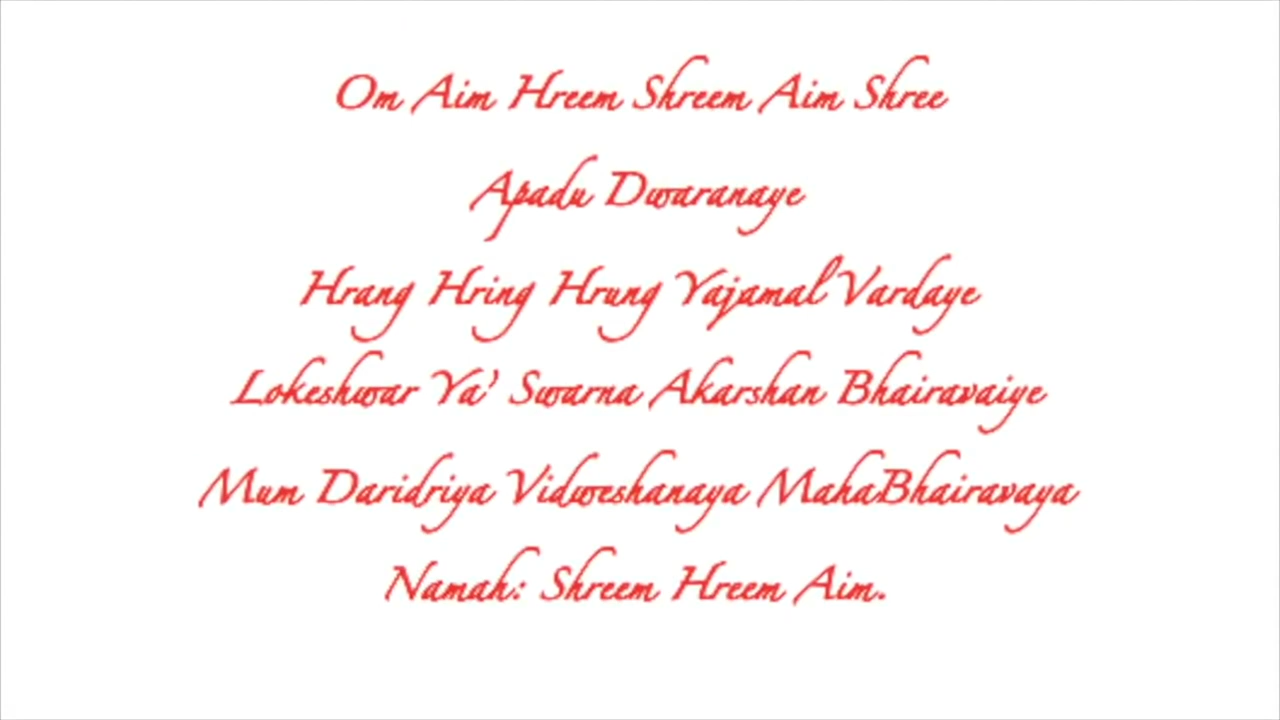 Om Aim Hreem Shreem Aim Shree
Apadu Dwaranaye
Hrang Hring Hrung Yajamal Vardaye
Lokeshwar Ya' Swarna Akarshan Bhairavaiye
Mum Daridriya Vidweshanaya MahaBhairavaya
Namah: Shreem Hreem Aim.